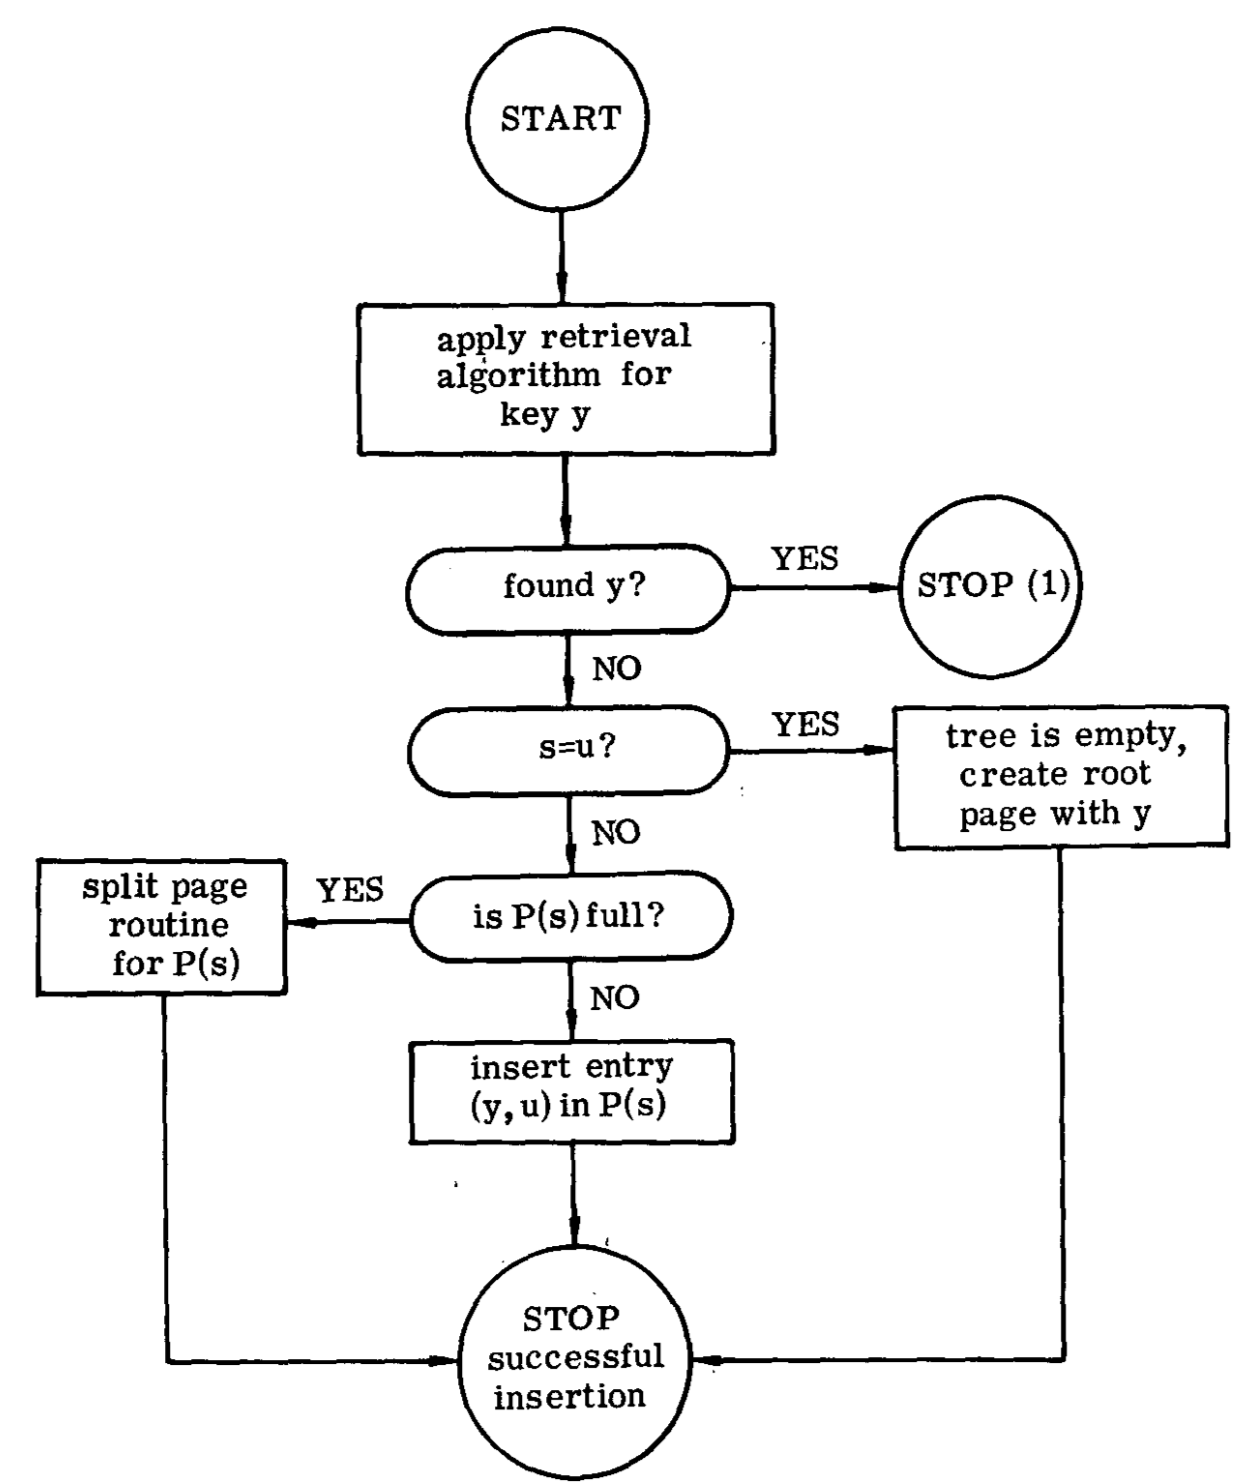 START
apply retrieval
algorithm for
key y
found y?
YES
STOP (1)
NO
s=u?
YES
tree is empty,
create root
page with y
NO
is P(s) full?
YES
split page
routine
for P(s)
NO
insert entry
(y, u) in P(s)
STOP
successful
insertion